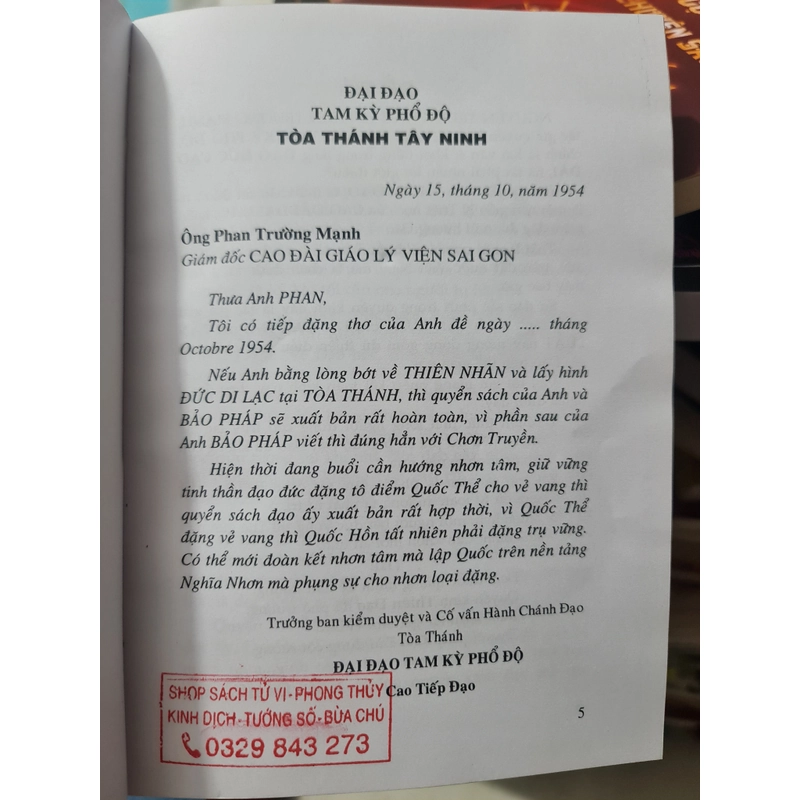 ĐẠI ĐẠO
TAM KỲ PHỔ ĐỘ
TÒA THÁNH TÂY NINH
Ngày 15, tháng 10, năm 1954
Ông Phan Trường Mạnh
Giám đốc CAO ĐÀI GIÁO LÝ VIỆN SAI GON
Thưa Anh PHAN,
Tôi có tiếp đặng thơ của Anh đề ngày ..... tháng
Octobre 1954.
Nếu Anh bằng lòng bớt về THIÊN NHÃN và lấy hình
ĐỨC DI LẠC tại TÒA THÁNH, thì quyển sách của Anh và
BẢO PHÁP sẽ xuất bản rất hoàn toàn, vì phần sau của
Anh BẢO PHÁP viết thì đúng hẳn với Chơn Truyền.
Hiện thời đang buổi cần hướng nhơn tâm, giữ vững
tinh thần đạo đức đặng tô điểm Quốc Thể cho vẻ vang thì
quyển sách đạo ấy xuất bản rất hợp thời, vì Quốc Thể
đặng vẻ vang thì Quốc Hồn tất nhiên phải đặng trụ vững.
Có thể mới đoàn kết nhơn tâm mà lập Quốc trên nền tảng
Nghĩa Nhơn mà phụng sự cho nhơn loại đặng.
Trưởng ban kiểm duyệt và Cố vấn Hành Chánh Đạo
Tòa Thánh
ĐẠI ĐẠO TAM KỲ PHỔ ĐỘ
Cao Tiếp Đạo
SHOP SÁCH TỬ VI - PHONG THỦY
KINH DỊCH - TƯỚNG SỐ - BÙA CHÚ
0329 843 273
5